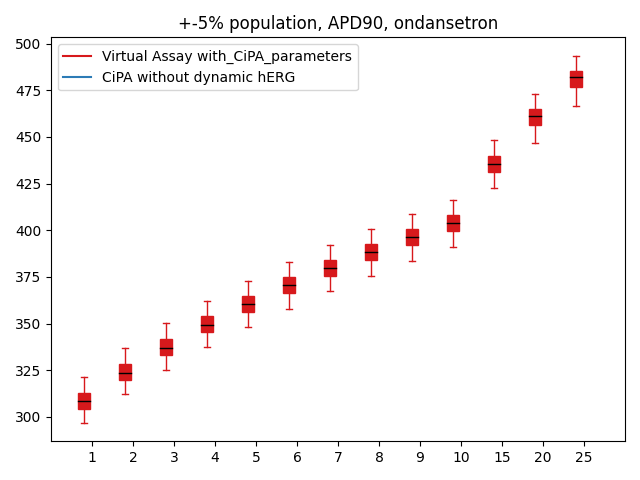 +-5% population, APD90, ondansetron
Virtual Assay with_CiPA_parameters
CiPA without dynamic hERG
500
475
450
425
400
375
350
325
300
1 2 3 4 5 6 7 8 9 10 15 20 25